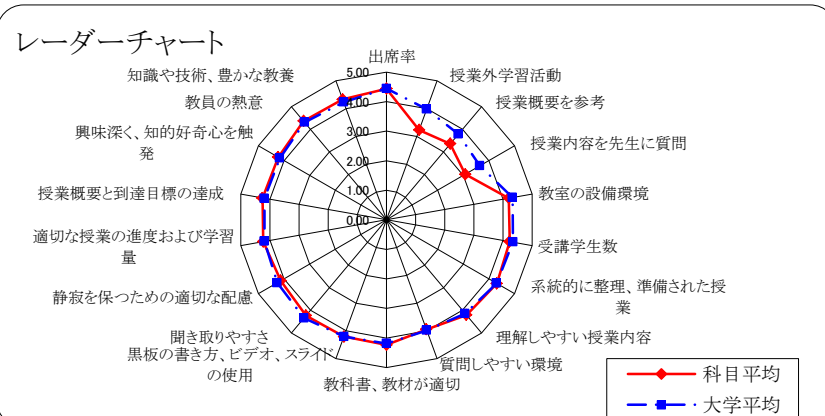 レーダーチャート
出席率
授業外学習活動
授業概要を参考
授業内容を先生に質問
教室の設備環境
受講学生数
系統的に整理、準備された授
業
理解しやすい授業内容
質問しやすい環境
教科書、教材が適切
黒板の書き方、ビデオ、スライド
の使用
聞き取りやすさ
静寂を保つための適切な配慮
適切な授業の進度および学習
量
授業概要と到達目標の達成
興味深く、知的好奇心を触
発
教員の熱意
知識や技術、豊かな教養
5.00
4.00
3.00
2.00
1.00
0.00
科目平均
大学平均